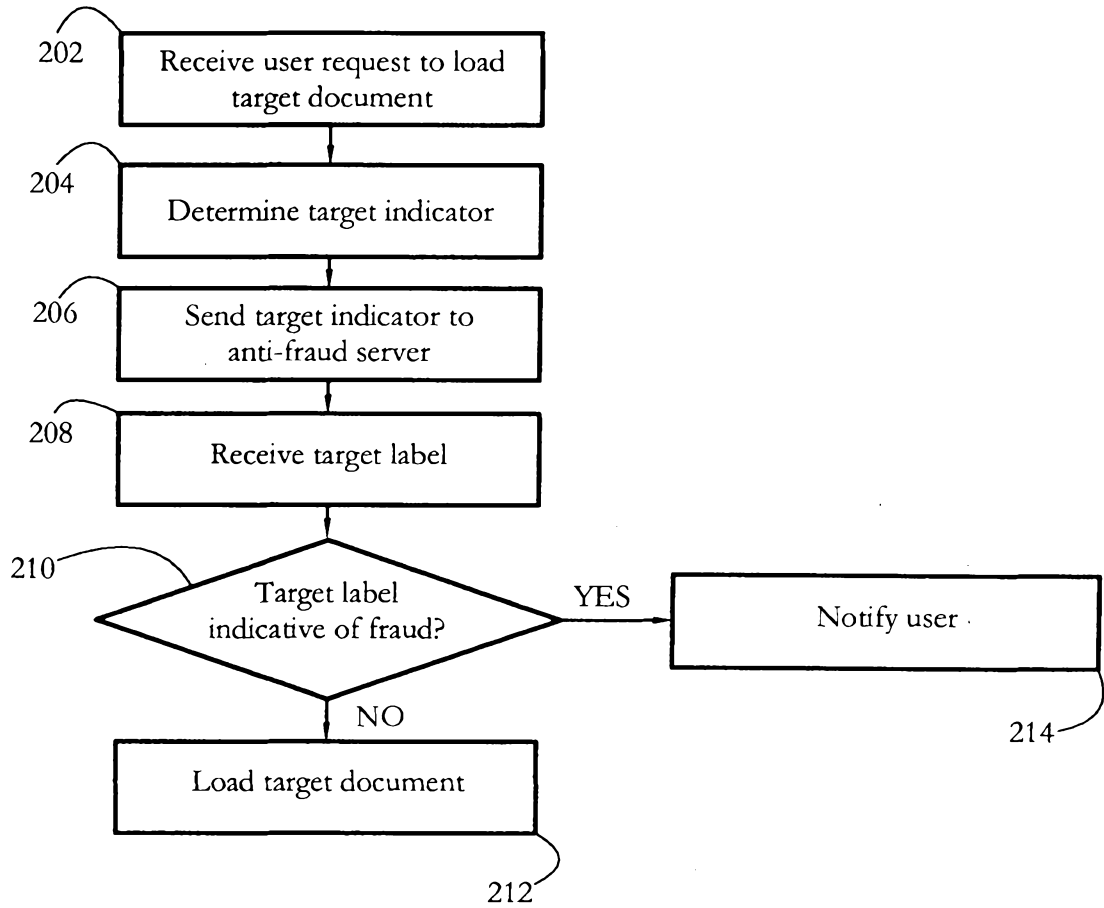 202
Receive user request to load
target document
204
Determine target indicator
206
Send target indicator to
anti-fraud server
208
Receive target label
210
Target label
indicative of fraud?
YES
Notify user
214
NO
Load target document
212